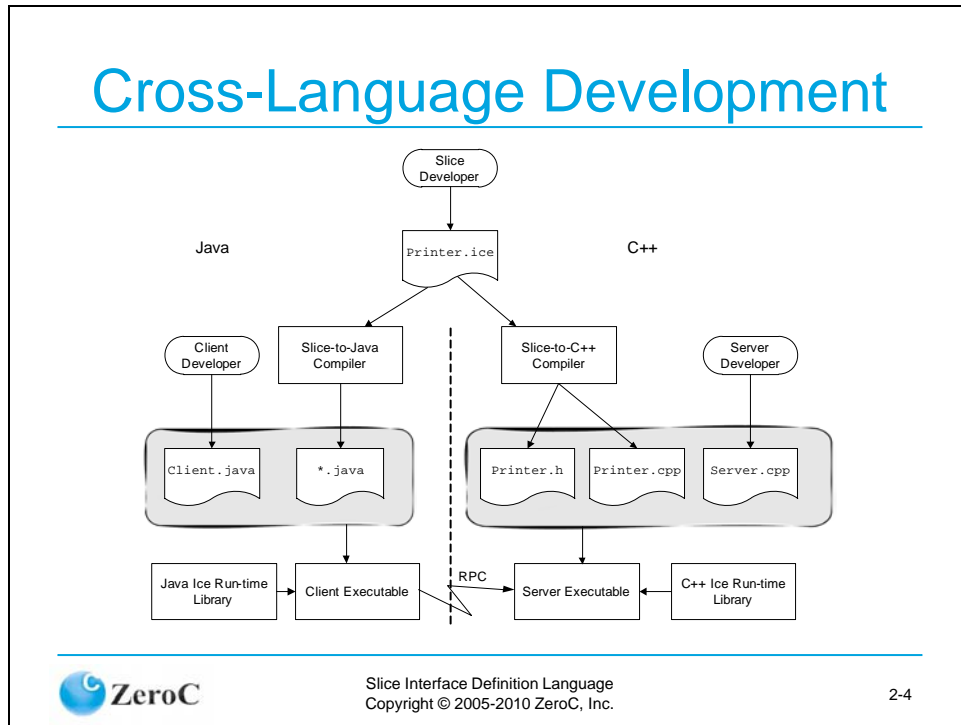 Cross-Language Development
Slice
Developer
Java
Printer.ice
C++
Client
Developer
Slice-to-Java
Compiler
Slice-to-C++
Compiler
Server
Developer
Client.java
*.java
Printer.h
Printer.cpp
Server.cpp
Java Ice Run-time
Library
Client Executable
RPC
Server Executable
C++ Ice Run-time
Library
ZeroC
Slice Interface Definition Language
Copyright © 2005-2010 ZeroC, Inc.
2-4